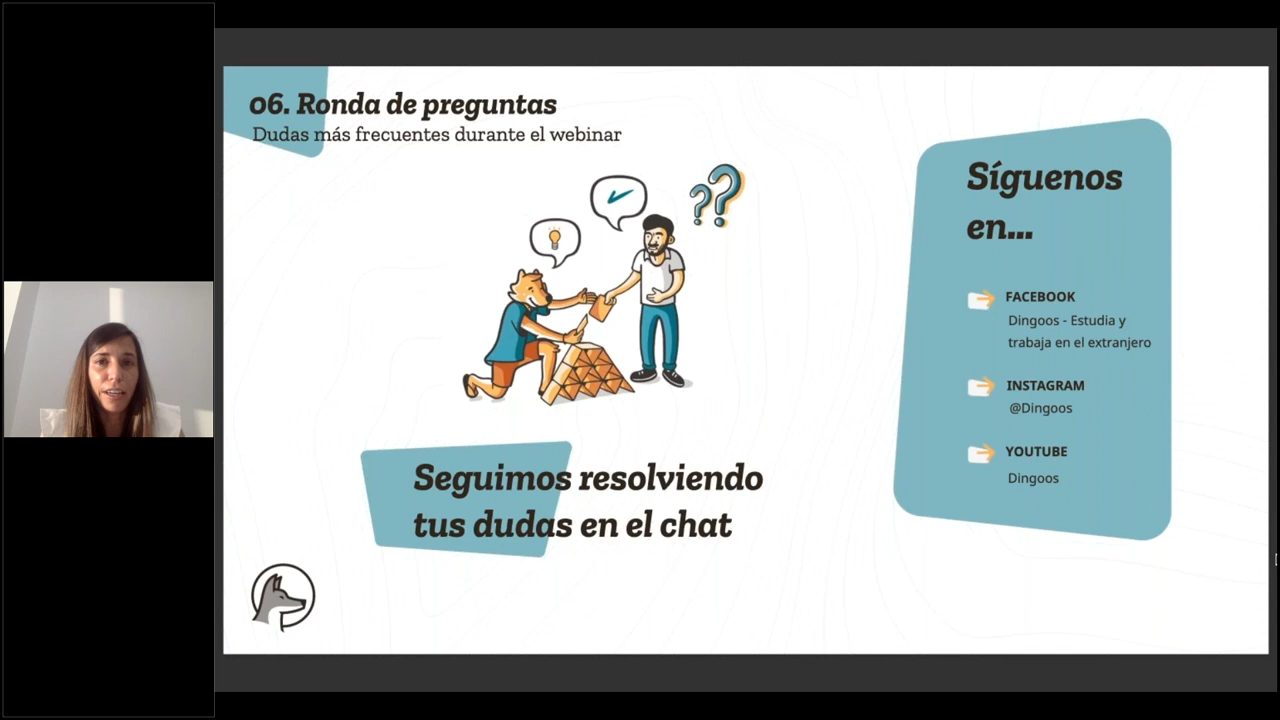 06. Ronda de preguntas
Dudas más frecuentes durante el webinar
Seguimos resolviendo
tus dudas en el chat
Síguenos
en...
FACEBOOK
Dingoos - Estudia y
trabaja en el extranjero
INSTAGRAM
@Dingoos
YOUTUBE
Dingoos